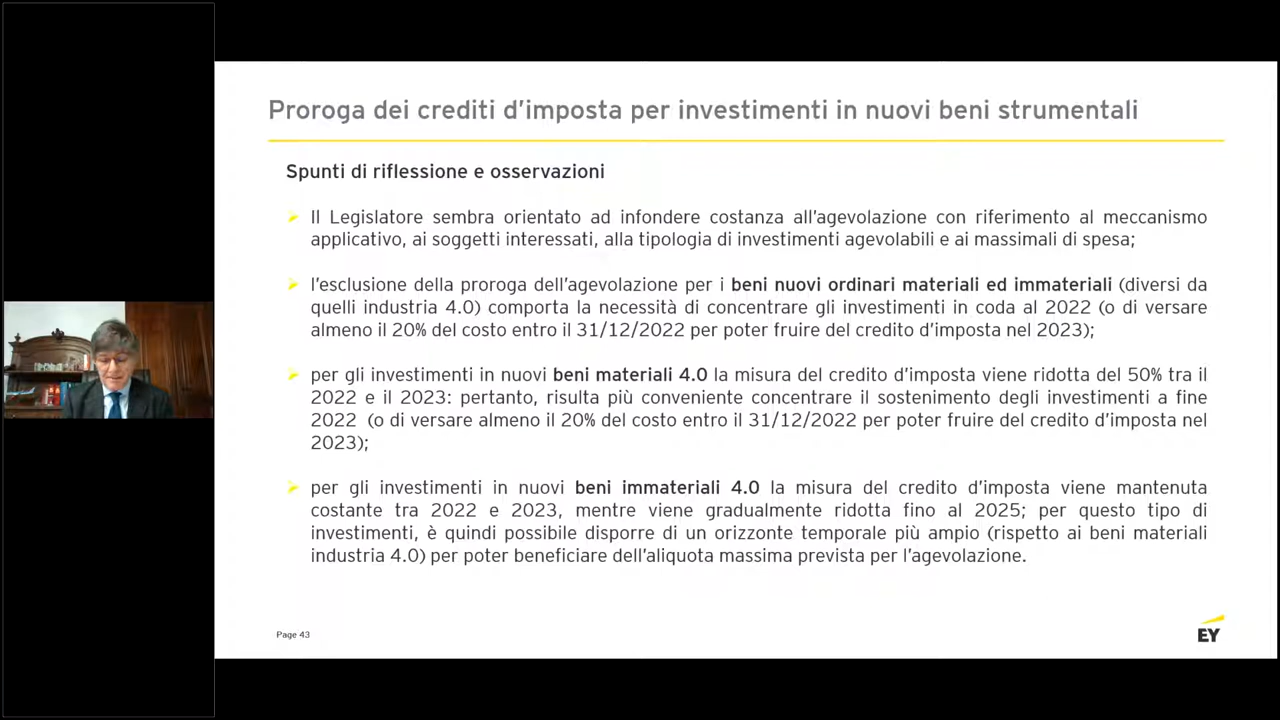 Proroga dei crediti d'imposta per investimenti in nuovi beni strumentali
Spunti di riflessione e osservazioni
Il Legislatore sembra orientato ad infondere costanza all'agevolazione con riferimento al meccanismo
applicativo, ai soggetti interessati, alla tipologia di investimenti agevolabili e ai massimali di spesa;
l'esclusione della proroga dell'agevolazione per i beni nuovi ordinari materiali ed immateriali (diversi da
quelli industria 4.0) comporta la necessità di concentrare gli investimenti in coda al 2022 (o di versare
almeno il 20% del costo entro il 31/12/2022 per poter fruire del credito d'imposta nel 2023);
per gli investimenti in nuovi beni materiali 4.0 la misura del credito d'imposta viene ridotta del 50% tra il
2022 e il 2023: pertanto, risulta più conveniente concentrare il sostenimento degli investimenti a fine
2022 (o di versare almeno il 20% del costo entro il 31/12/2022 per poter fruire del credito d'imposta nel
2023);
per gli investimenti in nuovi beni immateriali 4.0 la misura del credito d'imposta viene mantenuta
costante tra 2022 e 2023, mentre viene gradualmente ridotta fino al 2025; per questo tipo di
investimenti, è quindi possibile disporre di un orizzonte temporale più ampio (rispetto ai beni materiali
industria 4.0) per poter beneficiare dell'aliquota massima prevista per l'agevolazione.
Page 43
EY